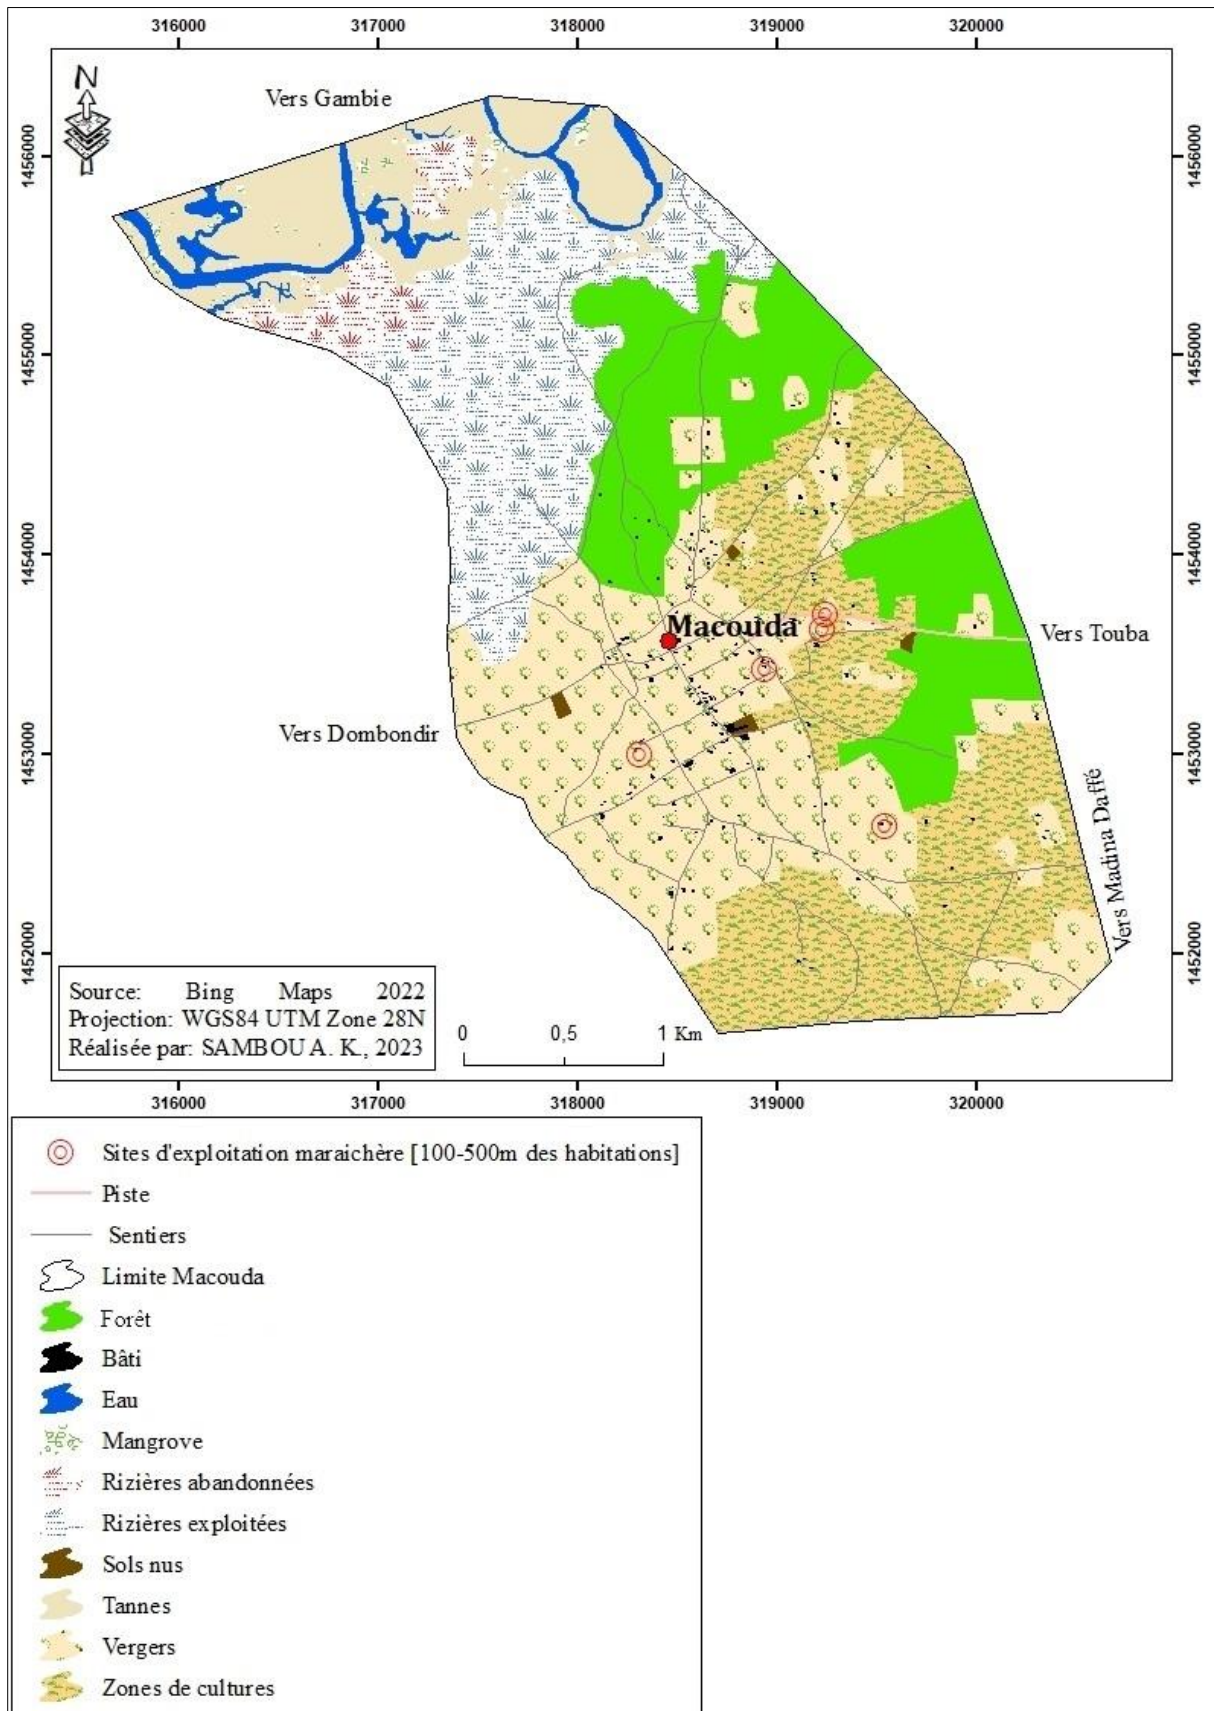 316000 317000 318000 319000 320000
N
Vers Gambie
1456000 1456000
1455000 1455000
1454000 1454000
Macouda
Vers Touba
Vers Dombondir
1453000 1453000
Vers Madina Daffé
1452000 1452000
Source: Bing Maps 2022
Projection: WGS84 UTM Zone 28N
Réalisée par: SAMBOU A. K., 2023
0 0,5 1 Km
316000 317000 318000 319000 320000
Sites d'exploitation maraichère [100-500m des habitations]
Piste
Sentiers
Limite Macouda
Forêt
Bâti
Eau
Mangrove
Rizières abandonnées
Rizières exploitées
Sols nus
Tannes
Vergers
Zones de cultures